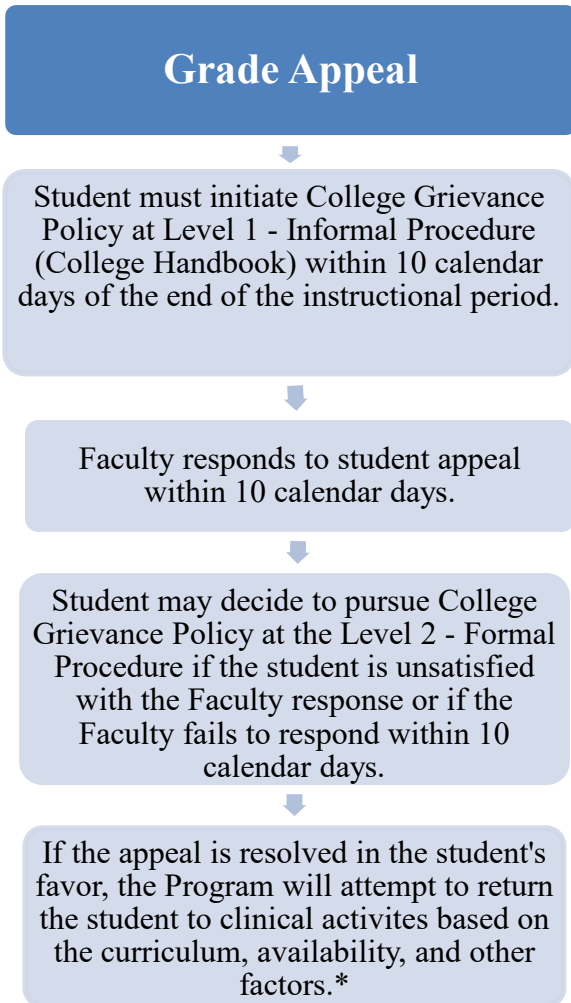 Grade Appeal
Student must initiate College Grievance
Policy at Level 1 - Informal Procedure
(College Handbook) within 10 calendar
days of the end of the instructional period.
Faculty responds to student appeal
within 10 calendar days.
Student may decide to pursue College
Grievance Policy at the Level 2 - Formal
Procedure if the student is unsatisfied
with the Faculty response or if the
Faculty fails to respond within 10
calendar days.
If the appeal is resolved in the student's
favor, the Program will attempt to return
the student to clinical activites based on
the curriculum, availability, and other
factors.*